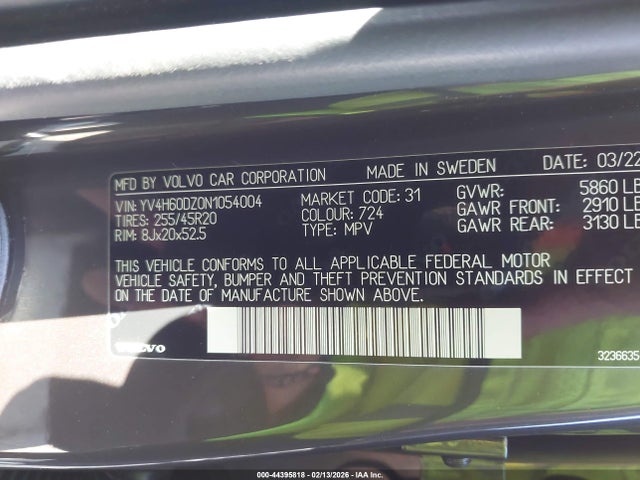 MFD BY VOLVO CAR CORPORATION MADE IN SWEDEN DATE: 03/22
VIN: YV4H60DZ0N1054004 MARKET CODE: 31 GVWR: 5860 LB
TIRES: 255/45R20 COLOUR: 724 GAWR FRONT: 2910 LB
RIM: 8Jx20x52.5 TYPE: MPV GAWR REAR: 3130 LB
THIS VEHICLE CONFORMS TO ALL APPLICABLE FEDERAL MOTOR
VEHICLE SAFETY, BUMPER AND THEFT PREVENTION STANDARDS IN EFFECT
ON THE DATE OF MANUFACTURE SHOWN ABOVE.
VOLVO
3236635
000-44395818 - 02/13/2026 - IAA Inc.